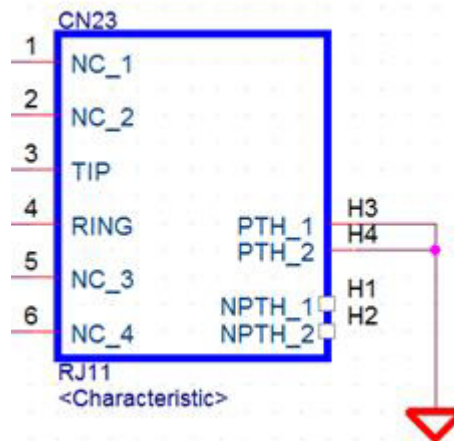 CN23
1 NC_1
2 NC_2
3 TIP
4 RING PTH_1 H3
PTH_2 H4
5 NC_3
NPTH_1 H1
6 NC_4 NPTH_2 H2
RJ11
<Characteristic>